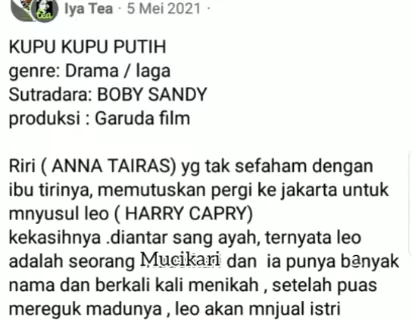 Iya Tea · 5 Mei 2021 ·
KUPU KUPU PUTIH
genre: Drama / laga
Sutradara: BOBY SANDY
produksi : Garuda film
Riri ( ANNA TAIRAS) yg tak sefaham dengan
ibu tirinya, memutuskan pergi ke jakarta untuk
mnyusul leo ( HARRY CAPRY)
kekasihnya .diantar sang ayah, ternyata leo
adalah seorang Mucikari dan ia punya banyak
nama dan berkali kali menikah , setelah puas
mereguk madunya , leo akan mnjual istri